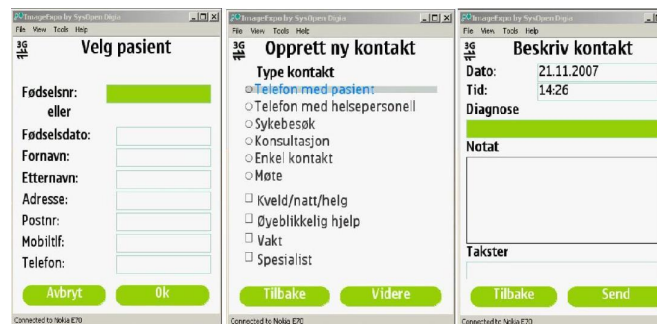 ImageExpo by SysOpen Digia
File View Tools Help
3G
Velg pasient
Fødselsnr:
eller
Fødselsdato:
Fornavn:
Etternavn:
Adresse:
Postnr:
Mobiltlf:
Telefon:
Avbryt
Ok
Connected to Nokia E70
ImageExpo by SysOpen Digia
File View Tools Help
3G
Opprett ny kontakt
Type kontakt
Telefon med pasient
Telefon med helsepersonell
Sykebesøk
Konsultasjon
Enkel kontakt
Møte
Kveld/natt/helg
Øyeblikkelig hjelp
Vakt
Spesialist
Tilbake
Videre
Connected to Nokia E70
ImageExpo by SysOpen Digia
File View Tools Help
3G
Beskriv kontakt
Dato: 21.11.2007
Tid: 14:26
Diagnose
Notat
Takster
Tilbake
Send
Connected to Nokia E70